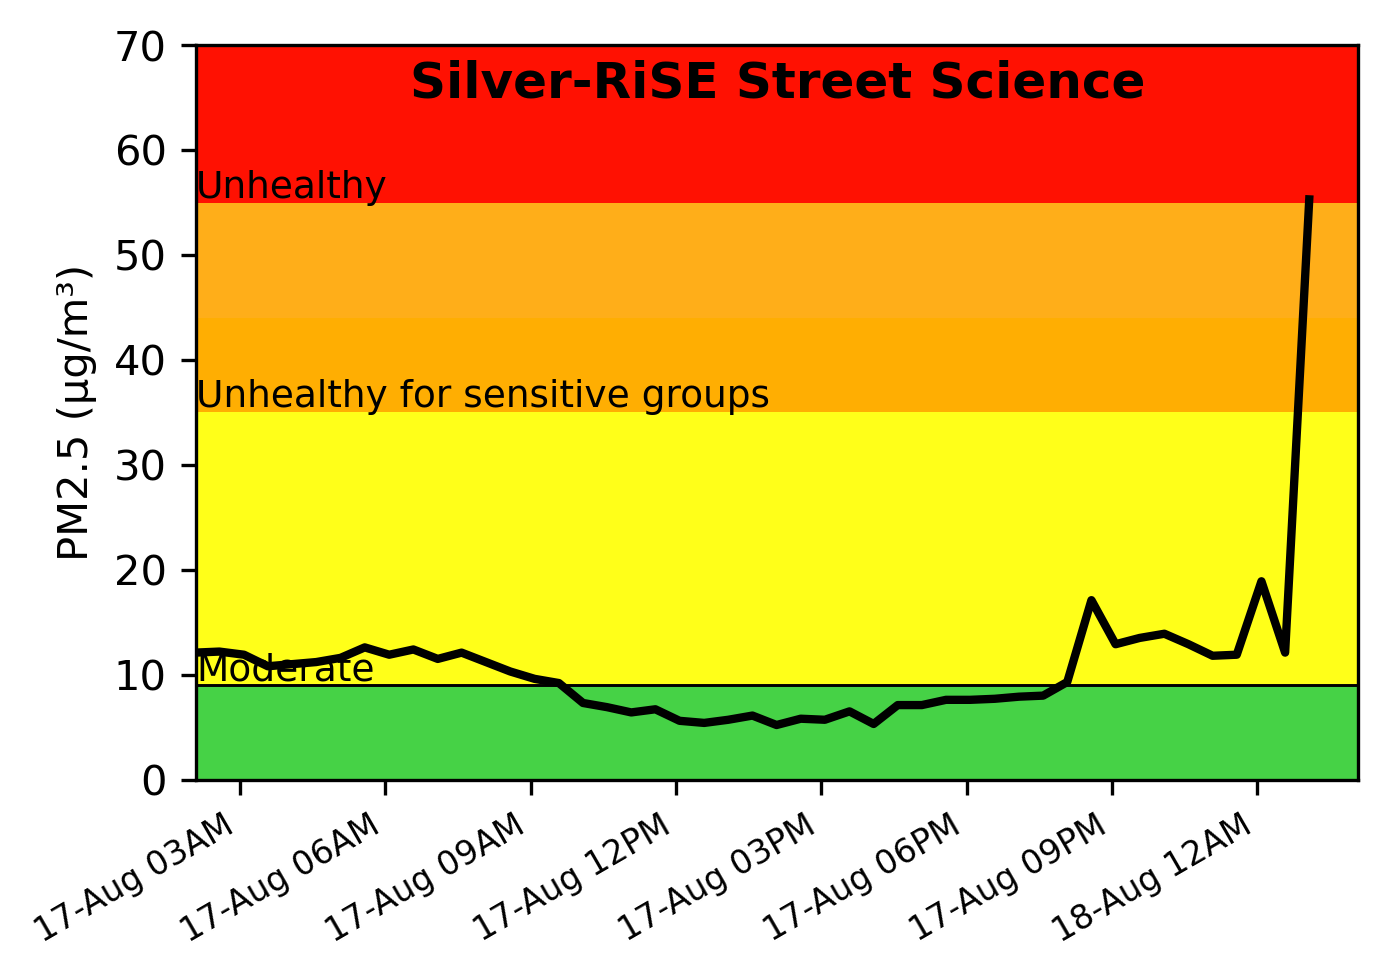 Silver-RiSE Street Science
70
60
50
40
30
20
10
0
PM2.5 (µg/m³)
Unhealthy
Unhealthy for sensitive groups
Moderate
17-Aug 03AM
17-Aug 06AM
17-Aug 09AM
17-Aug 12PM
17-Aug 03PM
17-Aug 06PM
17-Aug 09PM
18-Aug 12AM